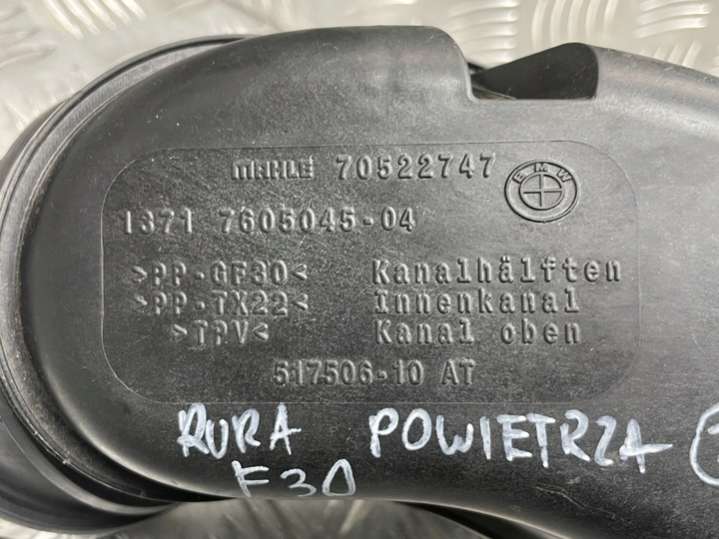 MAHLE 70522747
BMW
1371 7605045-04
>PP-GF30< Kanalhälften
>PP-TX22< Innenkanal
>TPV< Kanal oben
517506-10 AT
RURA POWIETRZA
F30